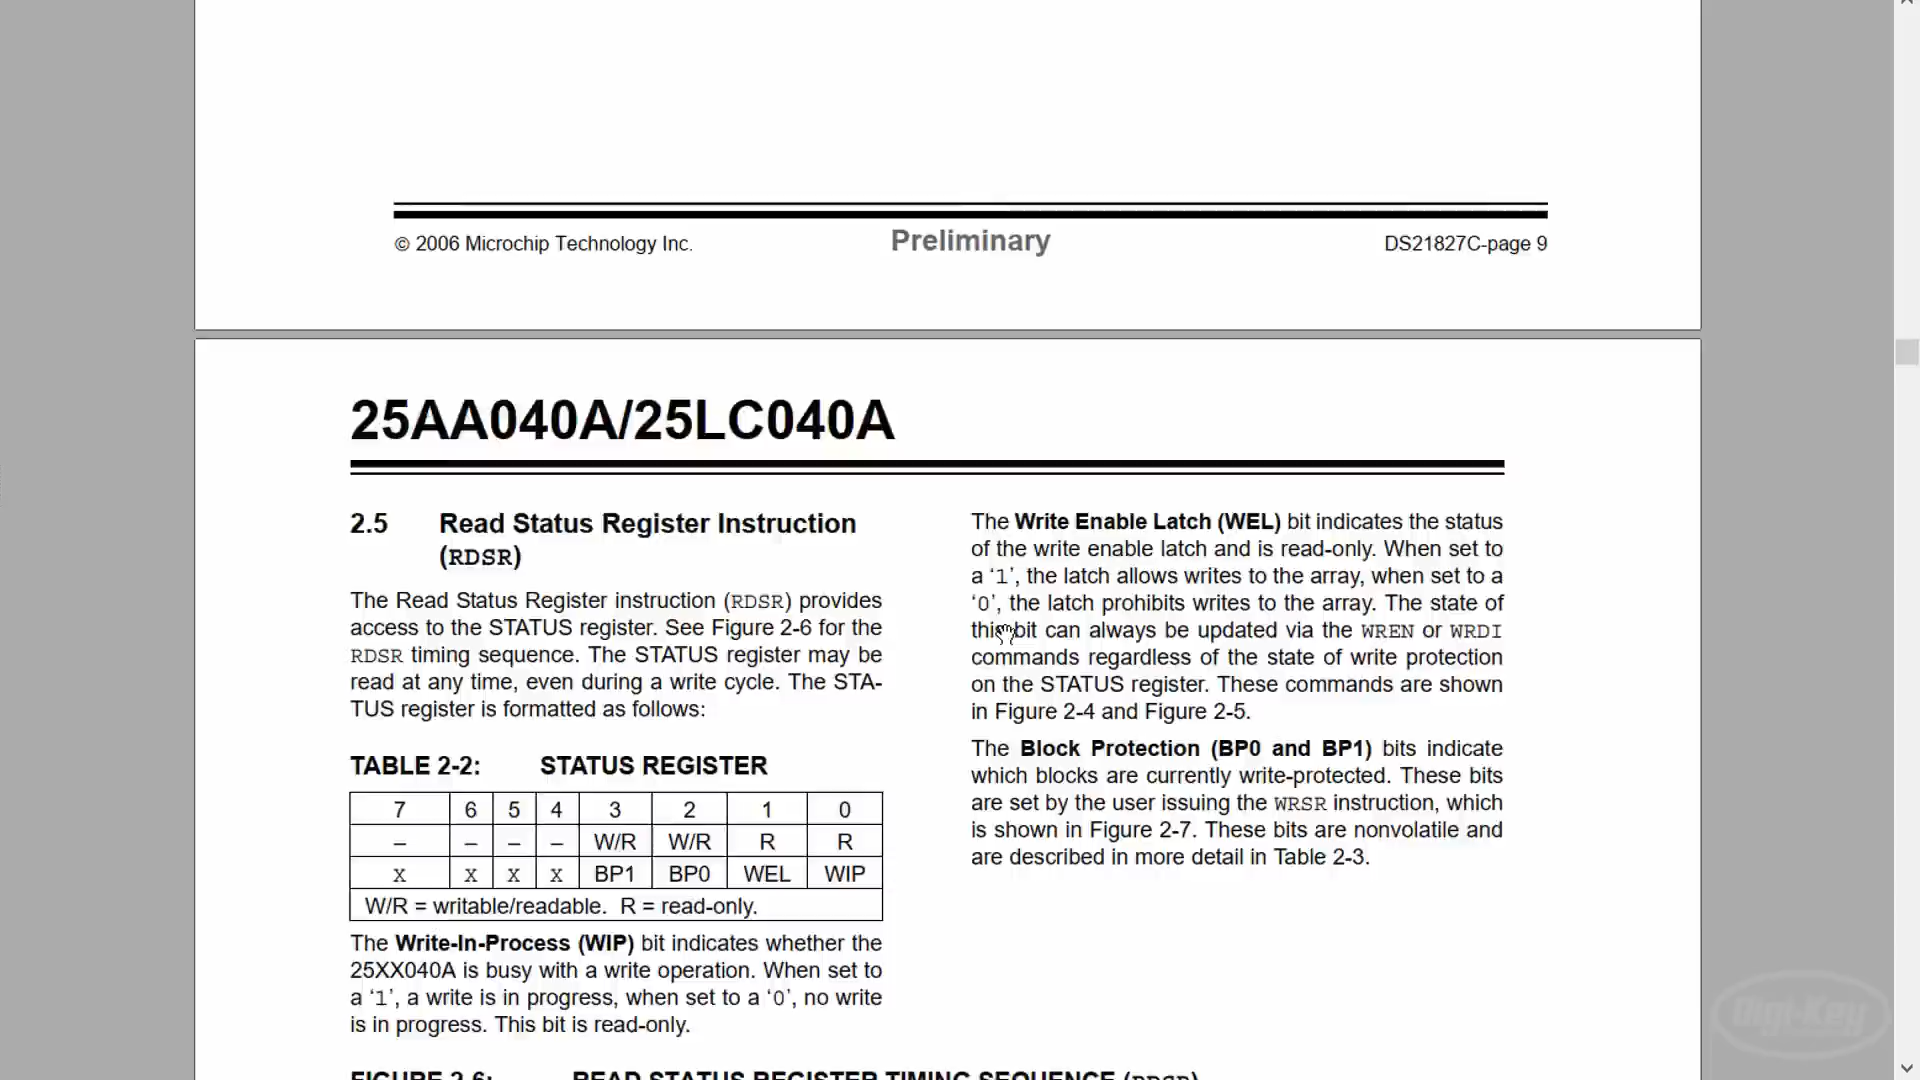 © 2006 Microchip Technology Inc.
Preliminary
DS21827C-page 9
25AA040A/25LC040A
2.5 Read Status Register Instruction
(RDSR)
The Read Status Register instruction (RDSR) provides
access to the STATUS register. See Figure 2-6 for the
RDSR timing sequence. The STATUS register may be
read at any time, even during a write cycle. The STA-
TUS register is formatted as follows:
TABLE 2-2: STATUS REGISTER
7 6 5 4 3 2 1 0
– – – – W/R W/R R R
X X X X BP1 BP0 WEL WIP
W/R = writable/readable. R = read-only.
The Write-In-Process (WIP) bit indicates whether the
25XX040A is busy with a write operation. When set to
a ‘1’, a write is in progress, when set to a ‘0’, no write
is in progress. This bit is read-only.
The Write Enable Latch (WEL) bit indicates the status
of the write enable latch and is read-only. When set to
a ‘1’, the latch allows writes to the array, when set to a
‘0’, the latch prohibits writes to the array. The state of
this bit can always be updated via the WREN or WRDI
commands regardless of the state of write protection
on the STATUS register. These commands are shown
in Figure 2-4 and Figure 2-5.
The Block Protection (BP0 and BP1) bits indicate
which blocks are currently write-protected. These bits
are set by the user issuing the WRSR instruction, which
is shown in Figure 2-7. These bits are nonvolatile and
are described in more detail in Table 2-3.
FIGURE 2-6: READ STATUS REGISTER TIMING SEQUENCE (RDSR)
Digi-Key